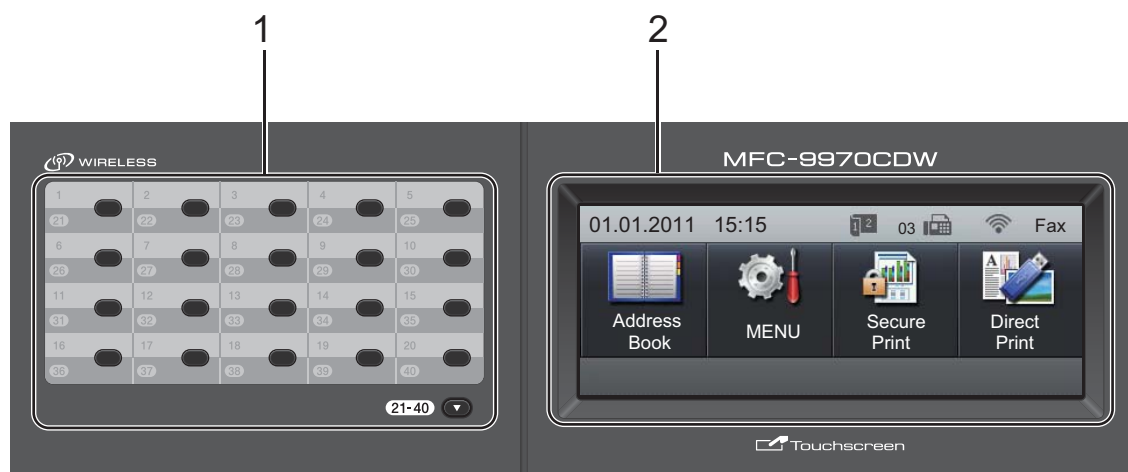 1 2
WIRELESS MFC-9970CDW
1 2 3 4 5
21 22 23 24 25
6 7 8 9 10
26 27 28 29 30
11 12 13 14 15
31 32 33 34 35
16 17 18 19 20
36 37 38 39 40
21-40
01.01.2011 15:15 1 2 03 Fax
Address Book
MENU
Secure Print
Direct Print
Touchscreen